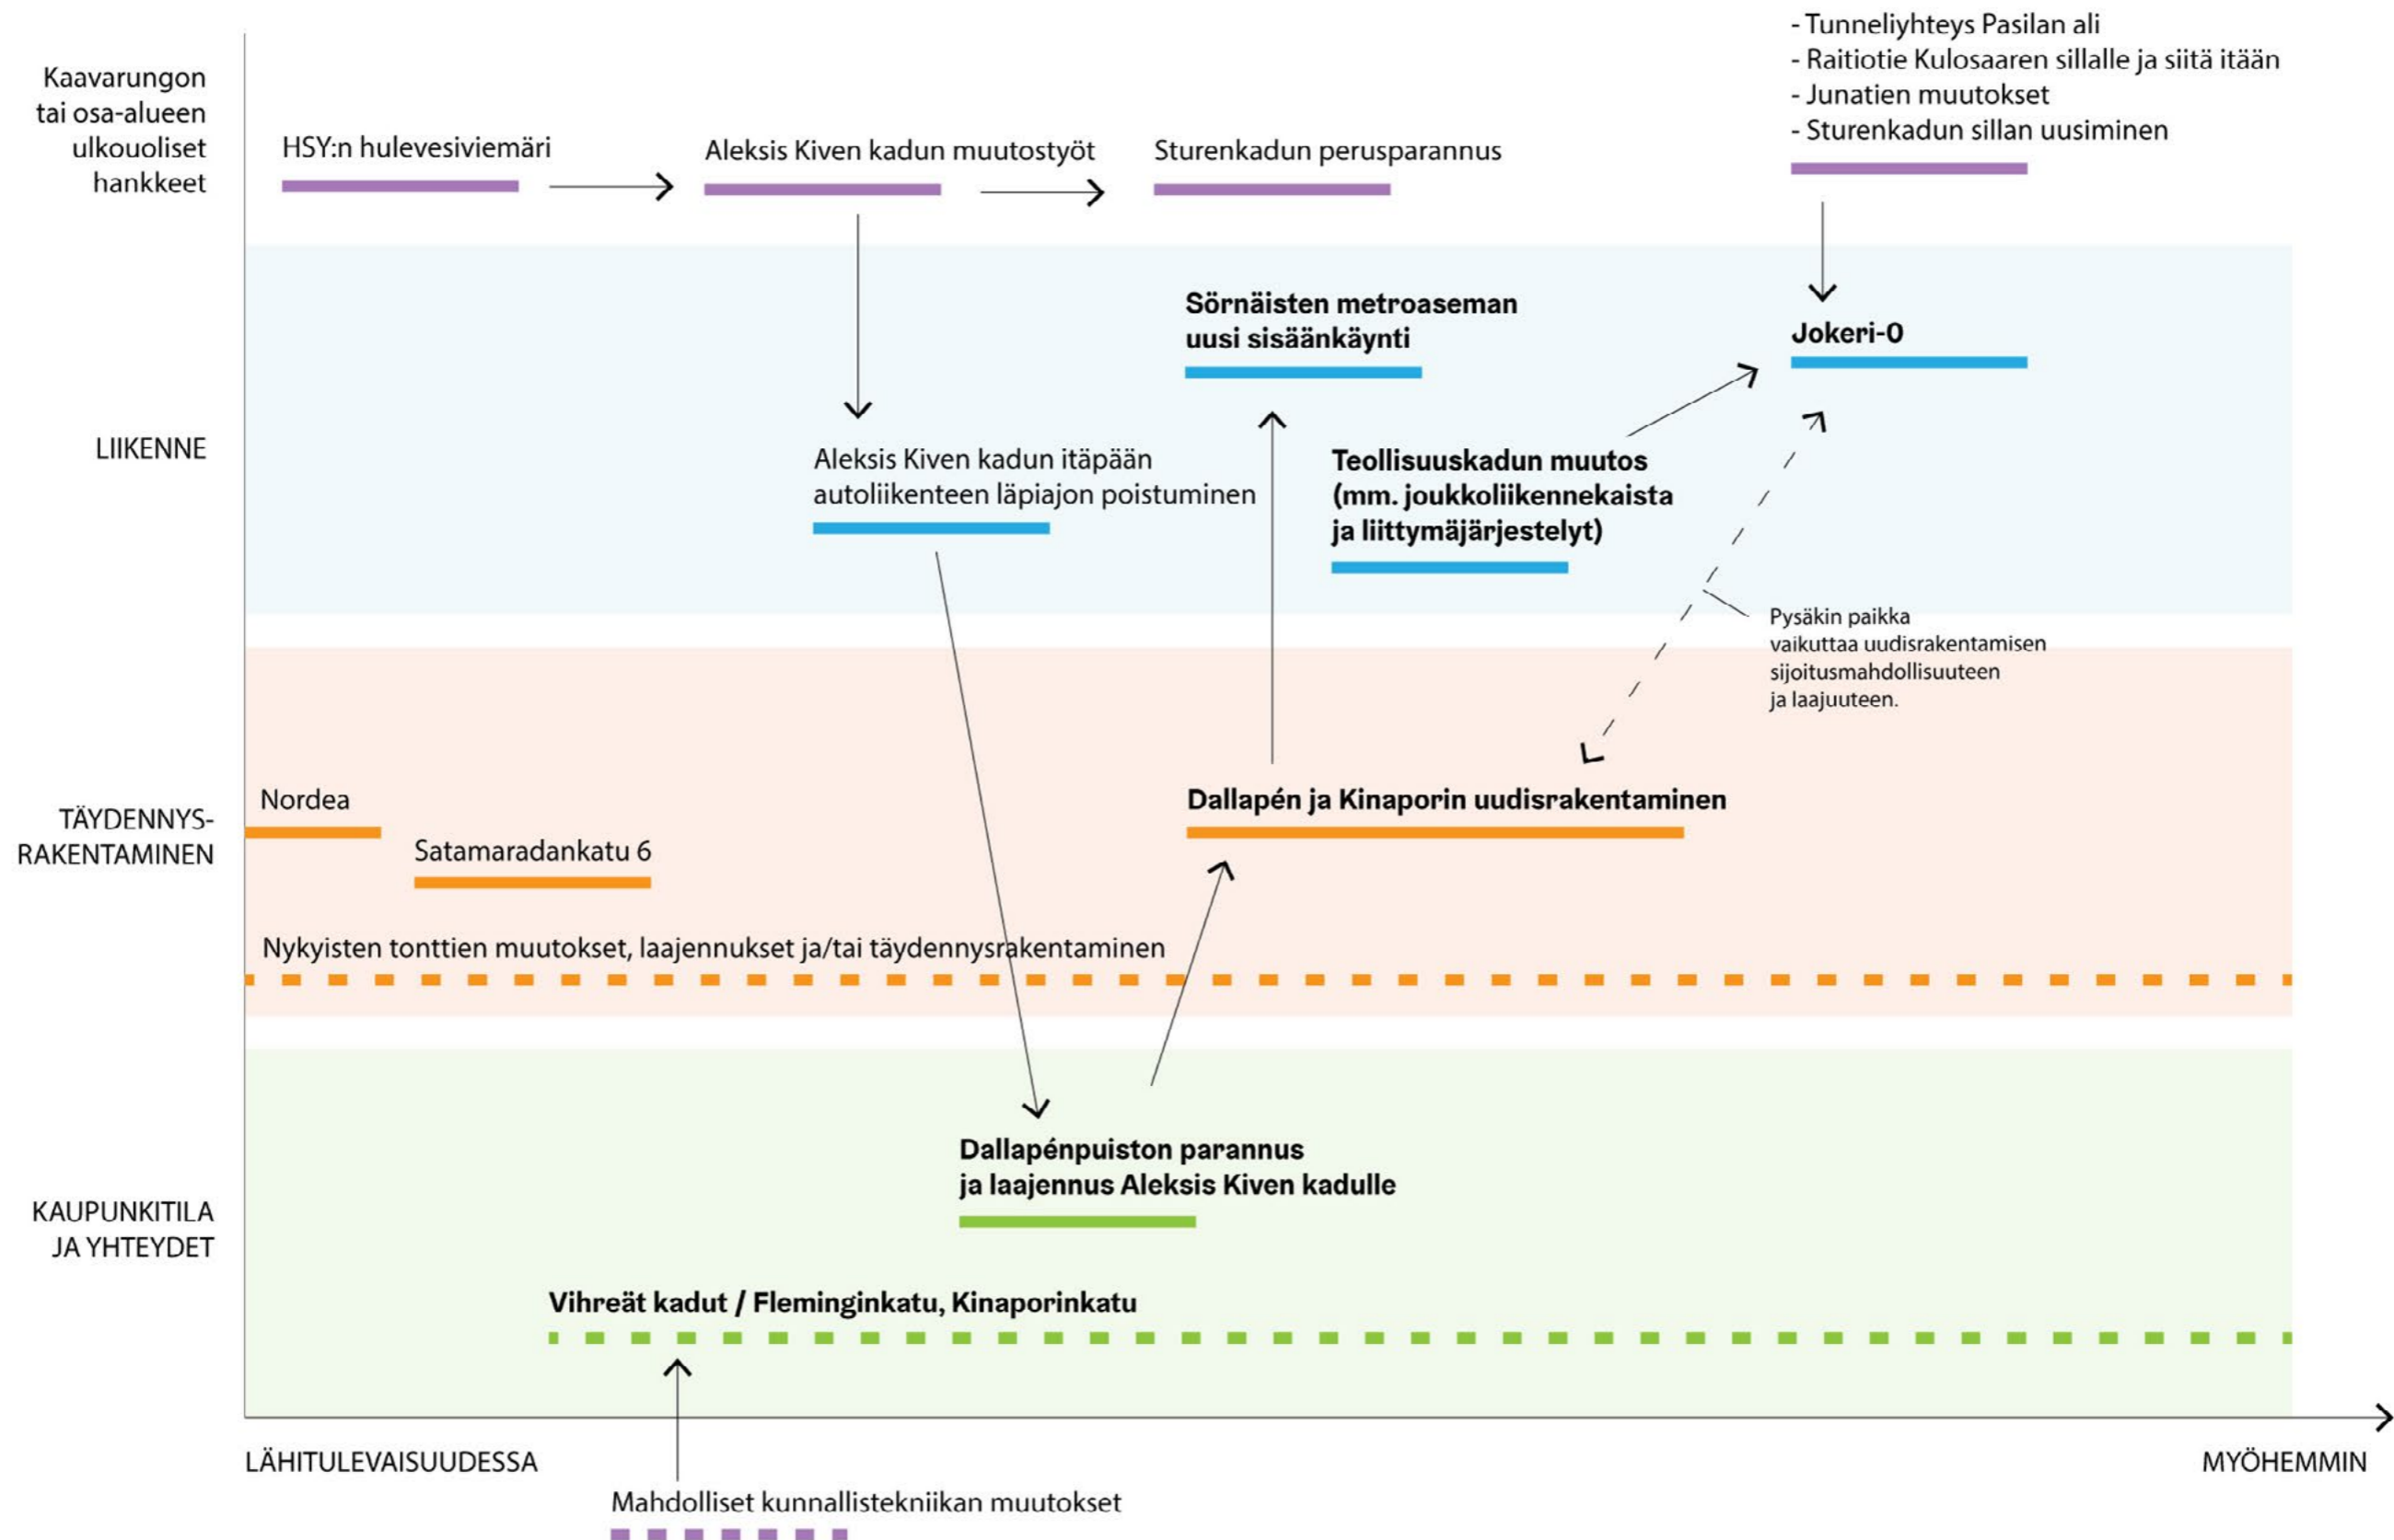 Kaavarungon
tai osa-alueen
ulkouoliset
hankkeet
HSY:n hulevesiviemäri
Aleksis Kiven kadun muutostyöt
Sturenkadun perusparannus
- Tunneliyhteys Pasilan ali
- Raitiotie Kulosaaren sillalle ja siitä itään
- Junatien muutokset
- Sturenkadun sillan uusiminen
LIIKENNE
Sörnäisten metroaseman
uusi sisäänkäynti
Jokeri-0
Aleksis Kiven kadun itäpään
autoliikenteen läpiajon poistuminen
Teollisuuskadun muutos
(mm. joukkoliikennekaista
ja liittymäjärjestelyt)
Pysäkin paikka
vaikuttaa uudisrakentamisen
sijoitusmahdollisuuteen
ja laajuuteen.
TÄYDENNYS-
RAKENTAMINEN
Nordea
Satamaradankatu 6
Dallapén ja Kinaporin uudisrakentaminen
Nykyisten tonttien muutokset, laajennukset ja/tai täydennysrakentaminen
KAUPUNKITILA
JA YHTEYDET
Dallapénpuiston parannus
ja laajennus Aleksis Kiven kadulle
Vihreät kadut / Fleminginkatu, Kinaporinkatu
LÄHITULEVAISUUDESSA
MYÖHEMMIN
Mahdolliset kunnallistekniikan muutokset